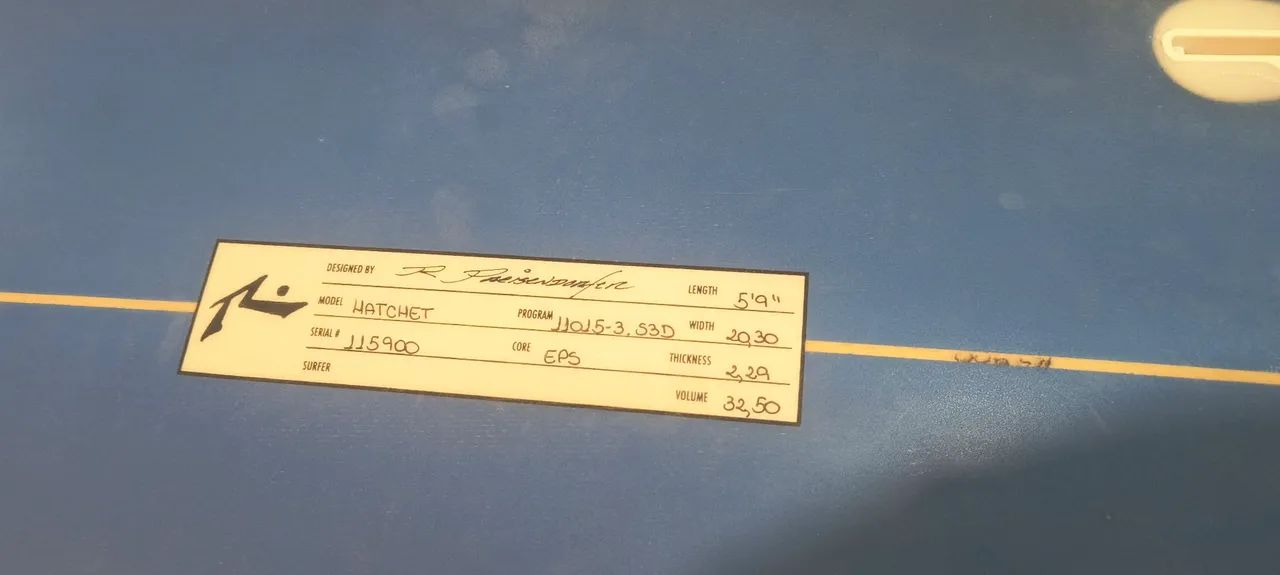 DESIGNED BY R. Preisendorfer LENGTH 5'9"
MODEL HATCHET PROGRAM 11015-3.S3D WIDTH 20,30
SERIAL # 115900 CORE EPS THICKNESS 2,29
SURFER VOLUME 32,50